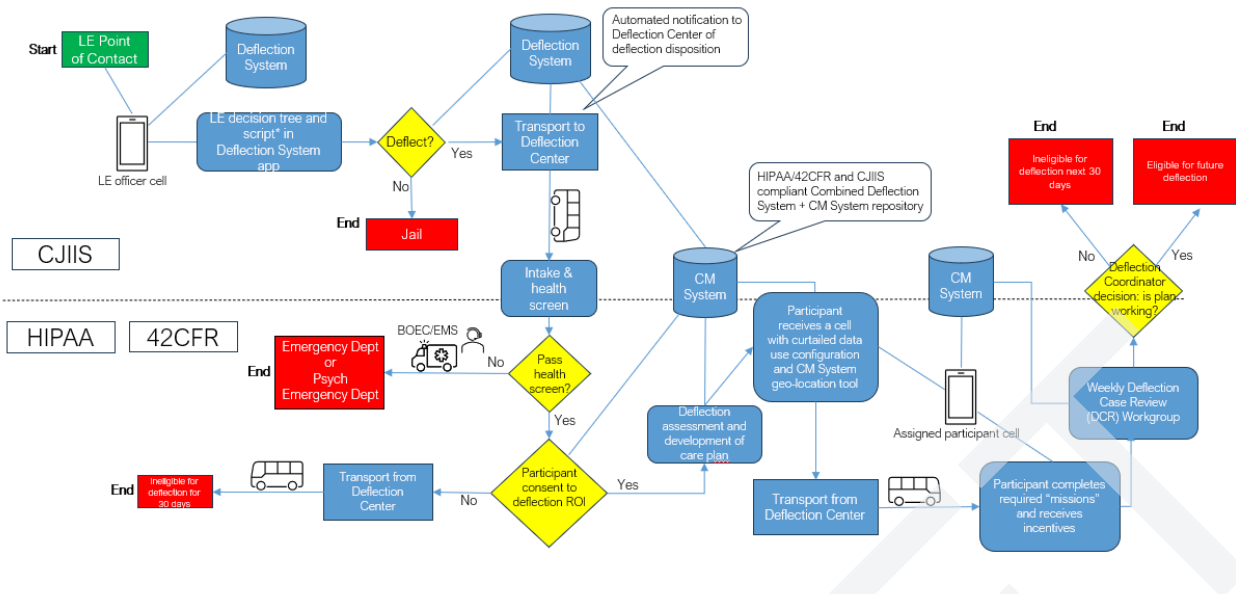 Start
LE Point
of Contact
Deflection
System
LE officer cell
LE decision tree and
script* in
Deflection System
app
Deflect?
Yes
No
End
Jail
Deflection
System
Automated notification to
Deflection Center of
deflection disposition
Transport to
Deflection
Center
CJIIS
Intake &
health
screen
HIPAA/42CFR and CJIIS
compliant Combined Deflection
System + CM System repository
CM
System
CM
System
End
Ineligible for
deflection next 30
days
End
Eligible for future
deflection
No
Yes
Deflection
Coordinator
decision: is plan
working?
HIPAA
42CFR
BOEC/EMS
End
Emergency Dept
or
Psych
Emergency Dept
No
Pass
health
screen?
Yes
Participant
receives a cell
with curtailed data
use configuration
and CM System
geo-location tool
Assigned participant cell
Weekly Deflection
Case Review
(DCR) Workgroup
Deflection
assessment and
development of
care plan
End
Ineligible for
deflection for
30 days
Transport from
Deflection
Center
No
Participant
consent to
deflection ROI
Yes
Transport from
Deflection Center
Participant completes
required “missions”
and receives
incentives